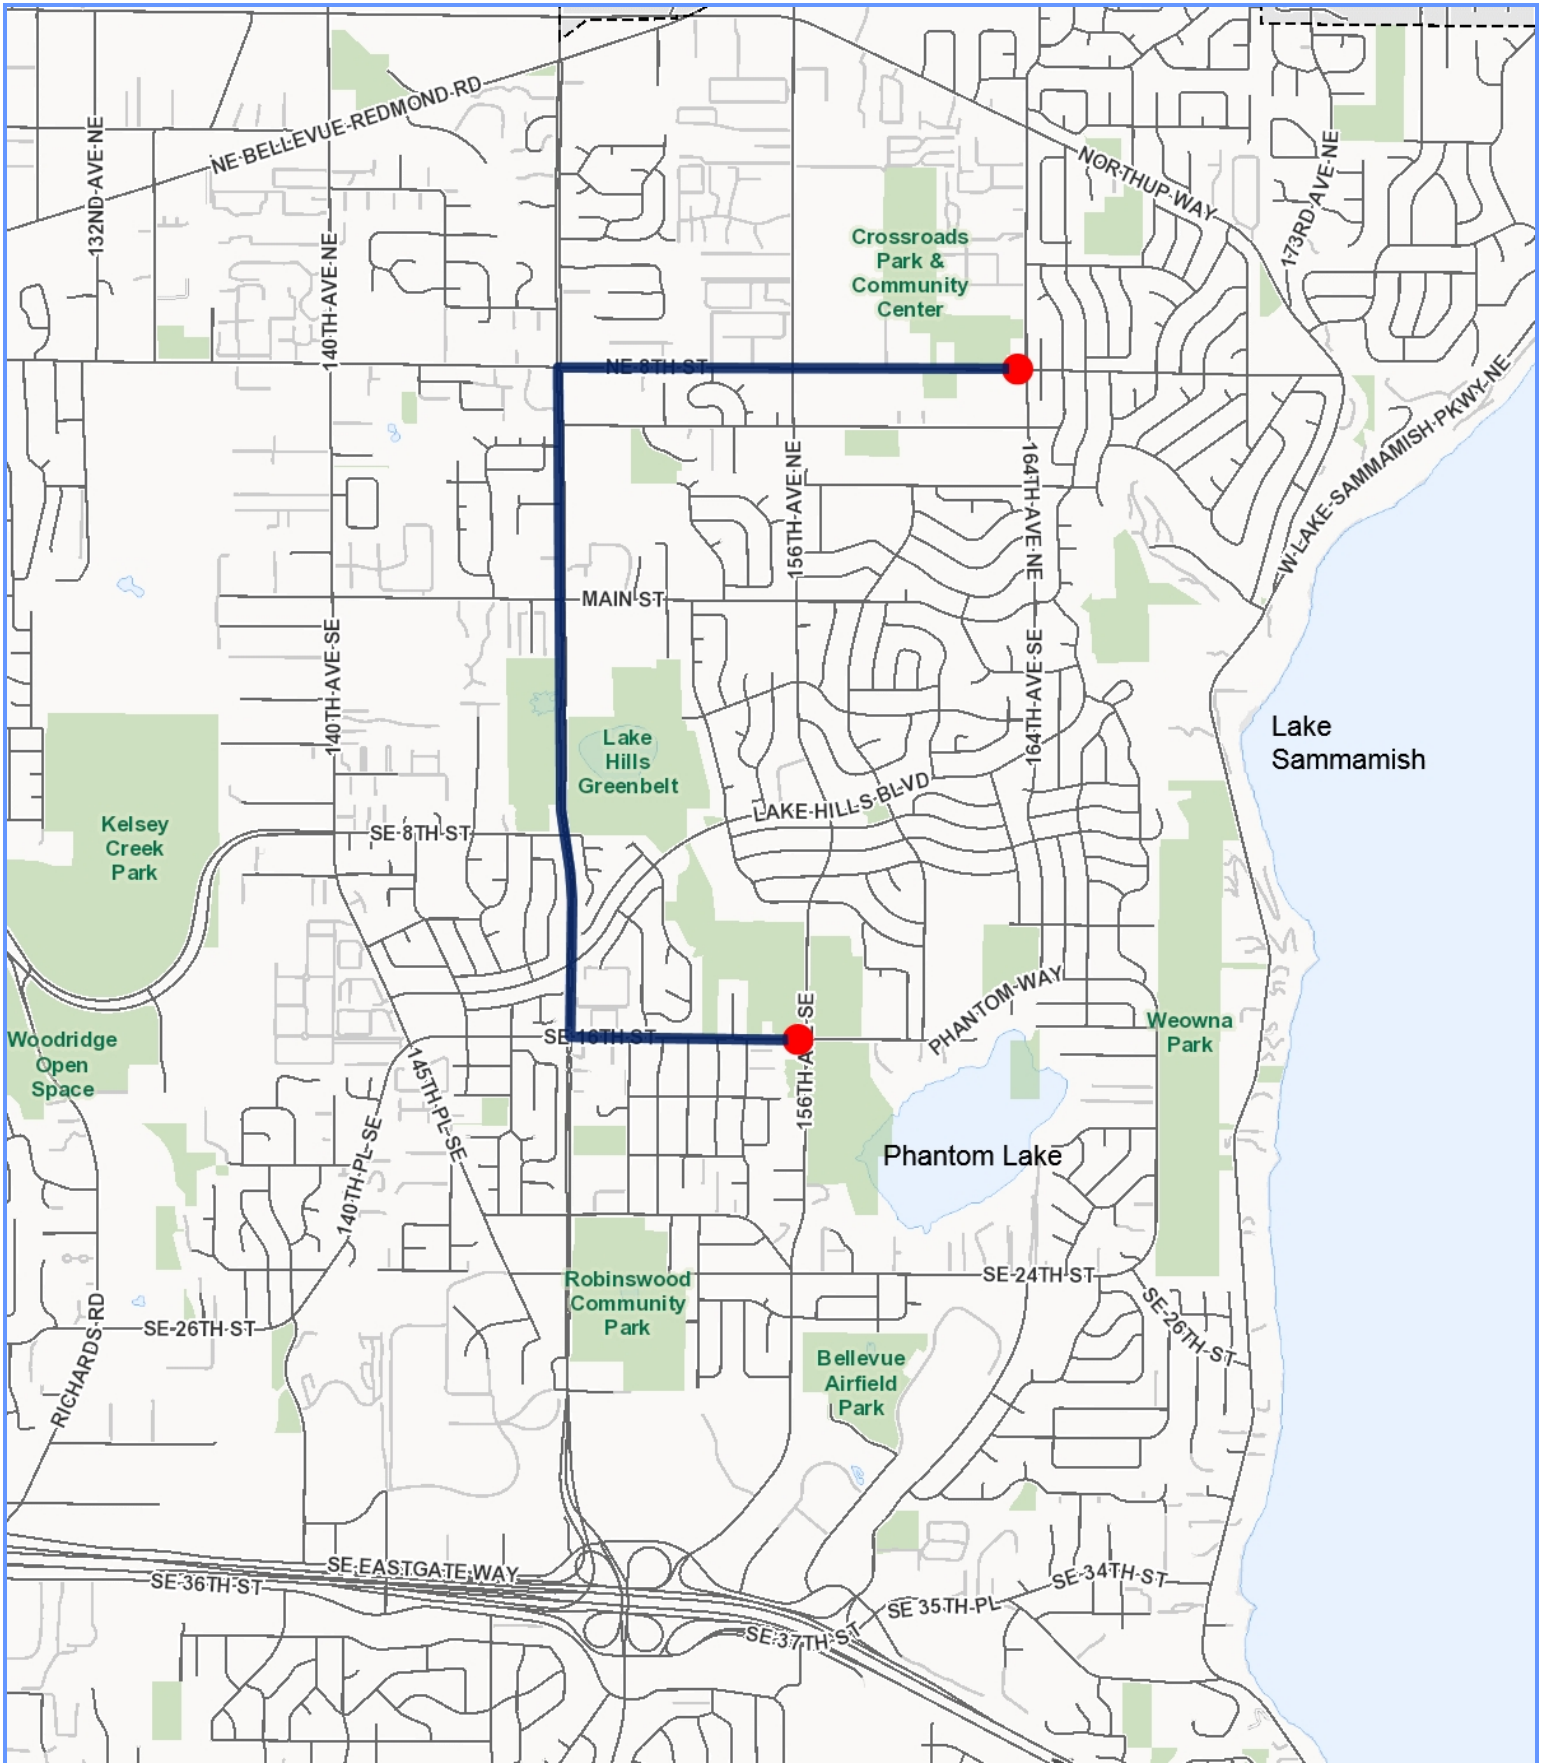 NE-BELLEVUE-REDMOND-RD
132ND-AVE-NE
NORTHUP-WAY
173RD-AVE-NE
140TH-AVE-NE
Crossroads
Park &
Community
Center
NE-8TH-ST
W-LAKE-SAMMAMISH-PKWY-NE
156TH-AVE-NE
164TH-AVE-NE
MAIN-ST
140TH-AVE-SE
164TH-AVE-SE
Lake
Sammamish
Lake
Hills
Greenbelt
LAKE-HILLS-BLVD
Kelsey
Creek
Park
SE-8TH-ST
PHANTOM-WAY
Woodridge
Open
Space
Weowna
Park
SE-16TH-ST
145TH-PL-SE
140TH-PL-SE
Phantom Lake
SE-24TH-ST
SE-26TH-ST
Robinswood
Community
Park
RICHARDS-RD
SE-26TH-ST
Bellevue
Airfield
Park
SE-EASTGATE-WAY
SE-36TH-ST
SE-34TH-ST
SE 35TH-PL
SE-37TH-ST